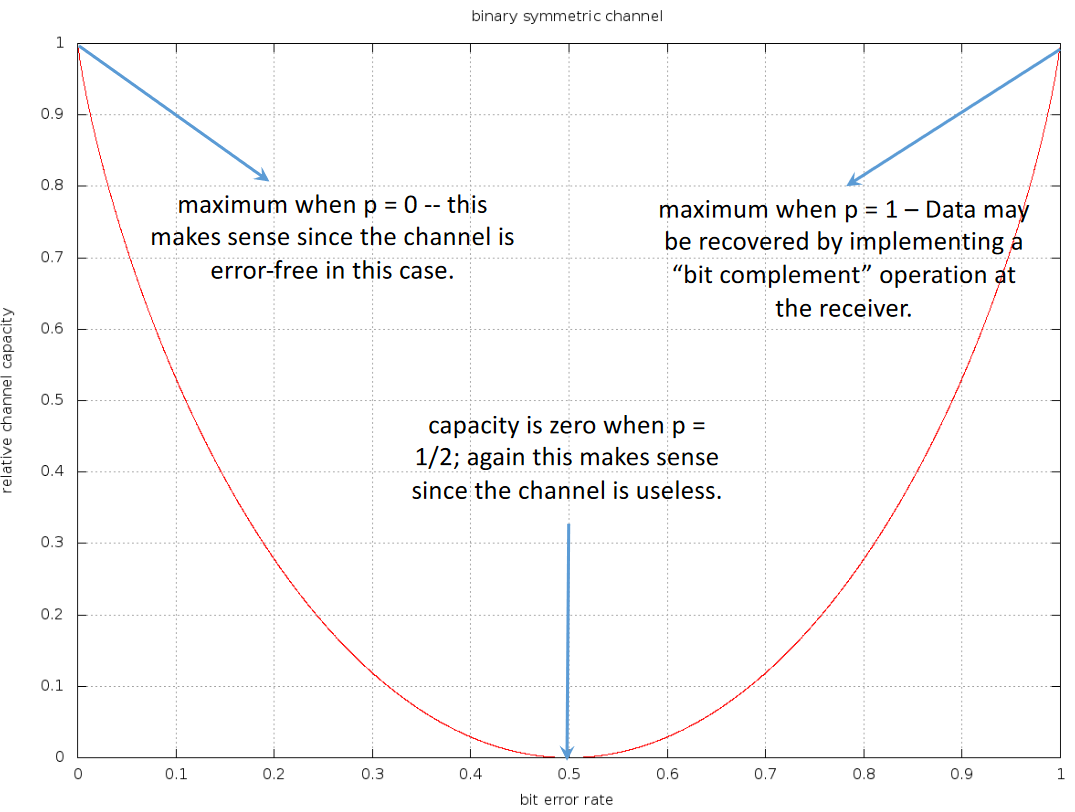 binary symmetric channel
1
0.9
0.8
0.7
0.6
0.5
0.4
0.3
0.2
0.1
0
relative channel capacity
maximum when p = 0 -- this
makes sense since the channel is
error-free in this case.
maximum when p = 1 – Data may
be recovered by implementing a
“bit complement” operation at
the receiver.
capacity is zero when p =
1/2; again this makes sense
since the channel is useless.
0 0.1 0.2 0.3 0.4 0.5 0.6 0.7 0.8 0.9 1
bit error rate